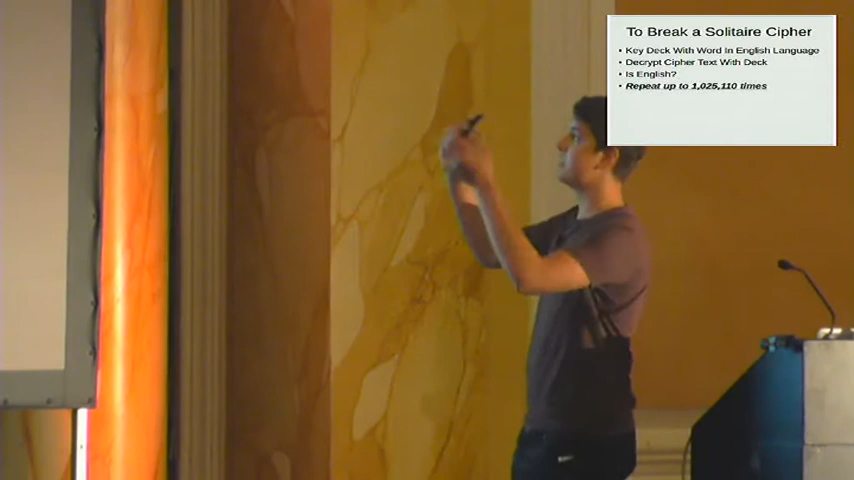 To Break a Solitaire Cipher
• Key Deck With Word In English Language
• Decrypt Cipher Text With Deck
• Is English?
• Repeat up to 1,025,110 times